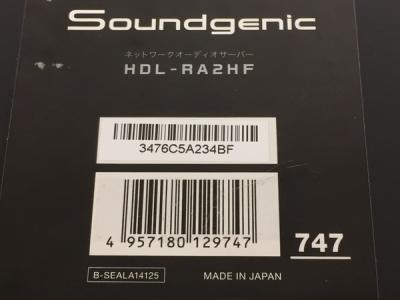 Soundgenic
ネットワークオーディオサーバー
HDL-RA2HF
3476C5A234BF
4 957180 129747
747
B-SEALA14125
MADE IN JAPAN